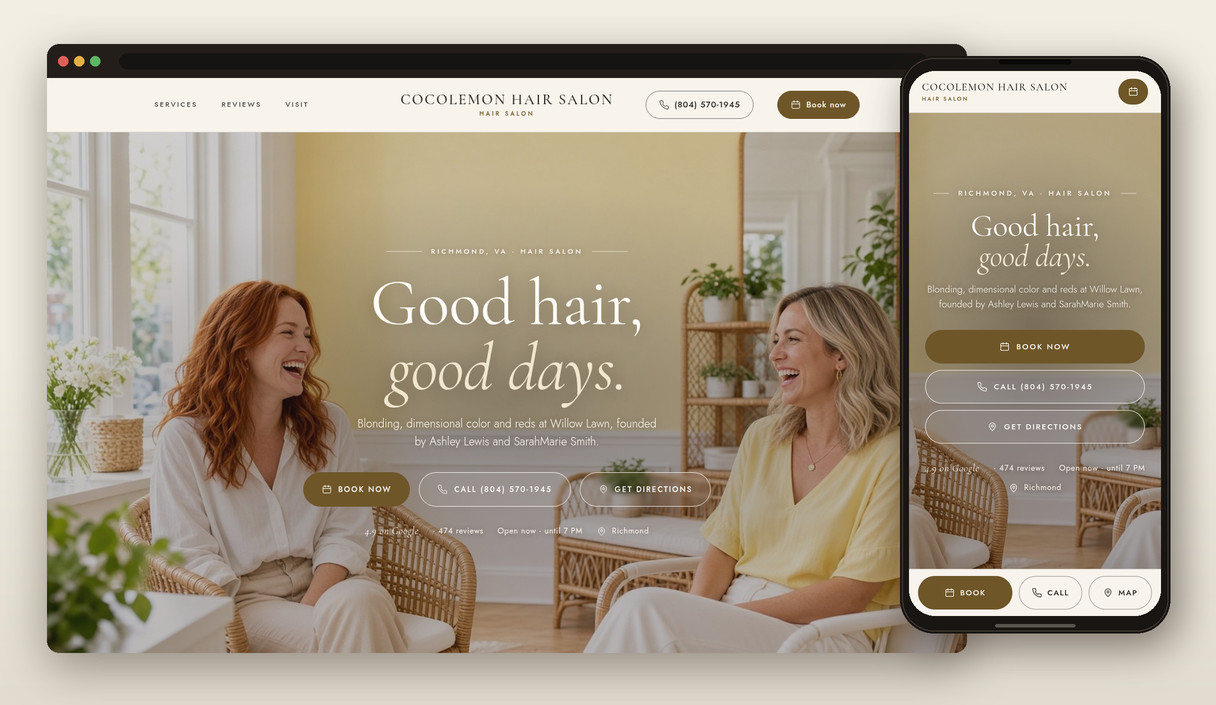 SERVICES REVIEWS VISIT
COCOLEMON HAIR SALON
HAIR SALON
(804) 570-1945
Book now
RICHMOND, VA · HAIR SALON
Good hair,
good days.
Blonding, dimensional color and reds at Willow Lawn, founded
by Ashley Lewis and SarahMarie Smith.
BOOK NOW
CALL (804) 570-1945
GET DIRECTIONS
4.9 on Google · 474 reviews Open now · until 7 PM Richmond
COCOLEMON HAIR SALON
HAIR SALON
RICHMOND, VA · HAIR SALON
Good hair,
good days.
Blonding, dimensional color and reds at Willow Lawn,
founded by Ashley Lewis and SarahMarie Smith.
BOOK NOW
CALL (804) 570-1945
GET DIRECTIONS
4.9 on Google · 474 reviews Open now · until 7 PM
Richmond
BOOK
CALL
MAP